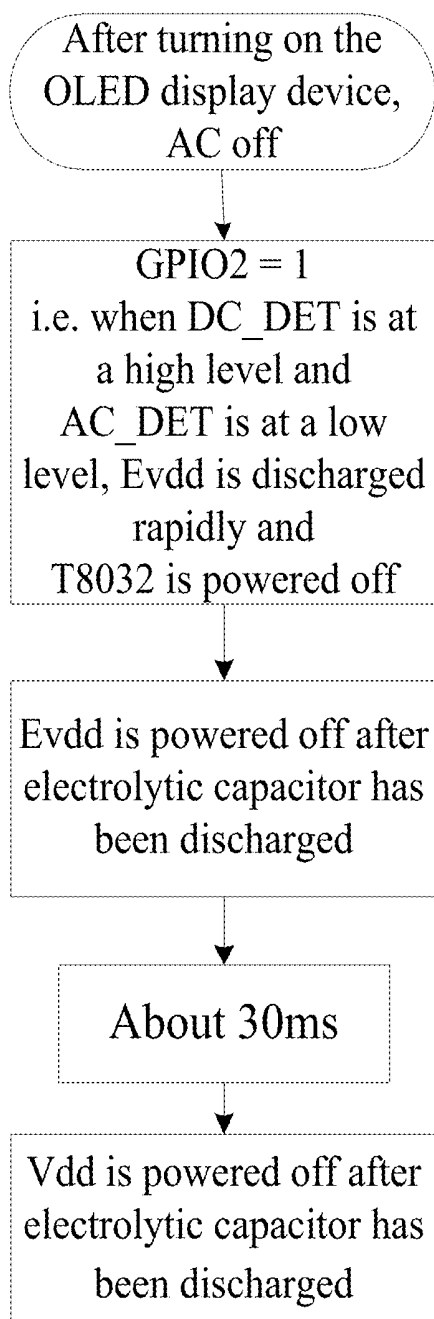 After turning on the
OLED display device,
AC off
GPIO2 = 1
i.e. when DC_DET is at
a high level and
AC_DET is at a low
level, Evdd is discharged
rapidly and
T8032 is powered off
Evdd is powered off after
electrolytic capacitor has
been discharged
About 30ms
Vdd is powered off after
electrolytic capacitor has
been discharged